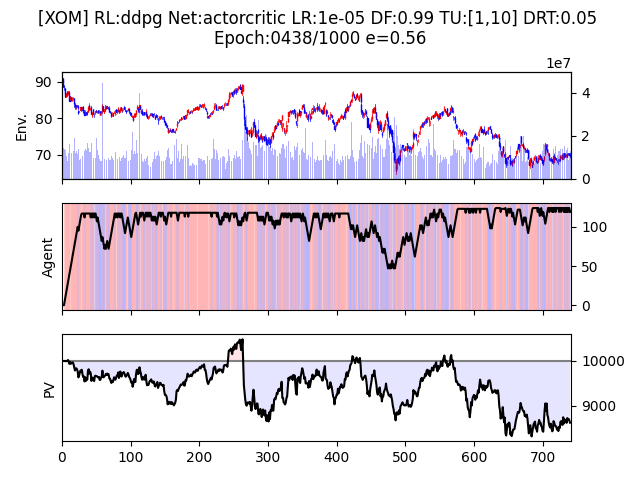 [XOM] RL:ddpg Net:actorcritic LR:1e-05 DF:0.99 TU:[1,10] DRT:0.05
Epoch:0438/1000 e=0.56
1e7
90
80
70
Env.
4
2
0
Agent
100
50
0
PV
10000
9000
0 100 200 300 400 500 600 700